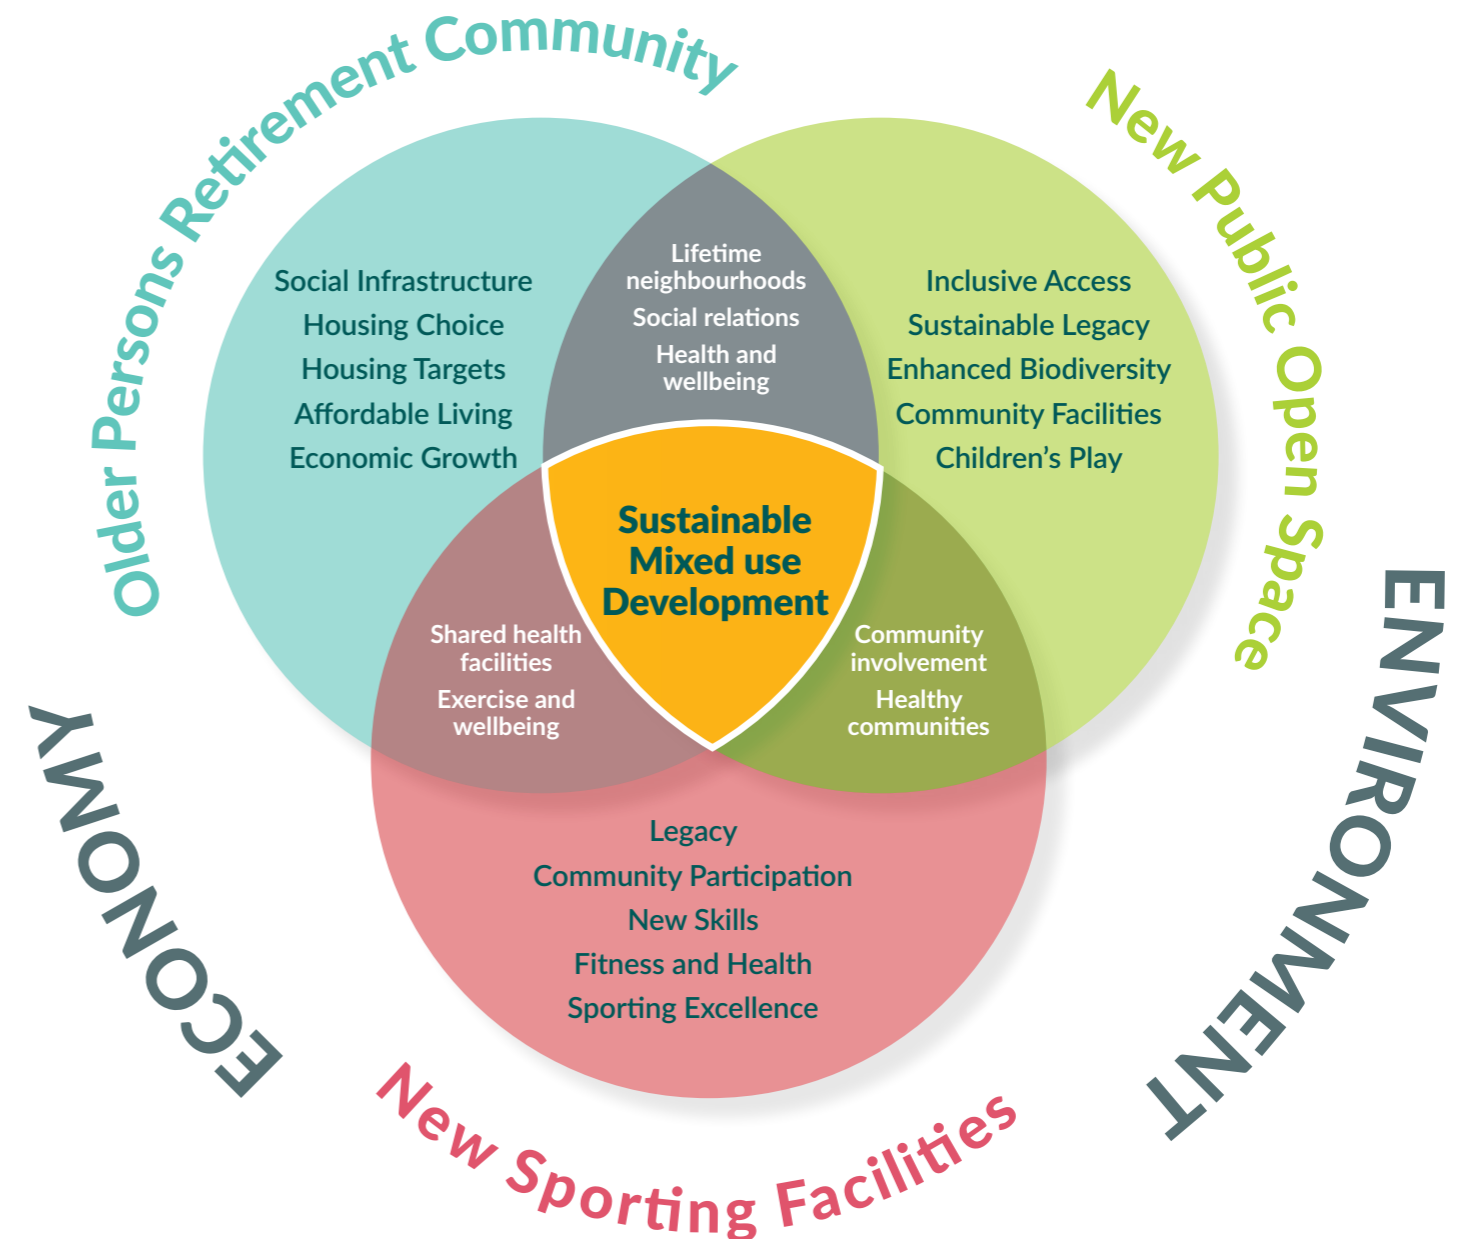 Older Persons Retirement Community
New Public Open Space
Social Infrastructure
Housing Choice
Housing Targets
Affordable Living
Economic Growth
Lifetime
neighbourhoods
Social relations
Health and
wellbeing
Inclusive Access
Sustainable Legacy
Enhanced Biodiversity
Community Facilities
Children’s Play
Sustainable
Mixed use
Development
Shared health
facilities
Exercise and
wellbeing
Community
involvement
Healthy
communities
Legacy
Community Participation
New Skills
Fitness and Health
Sporting Excellence
ECONOMY
ENVIRONMENT
New Sporting Facilities